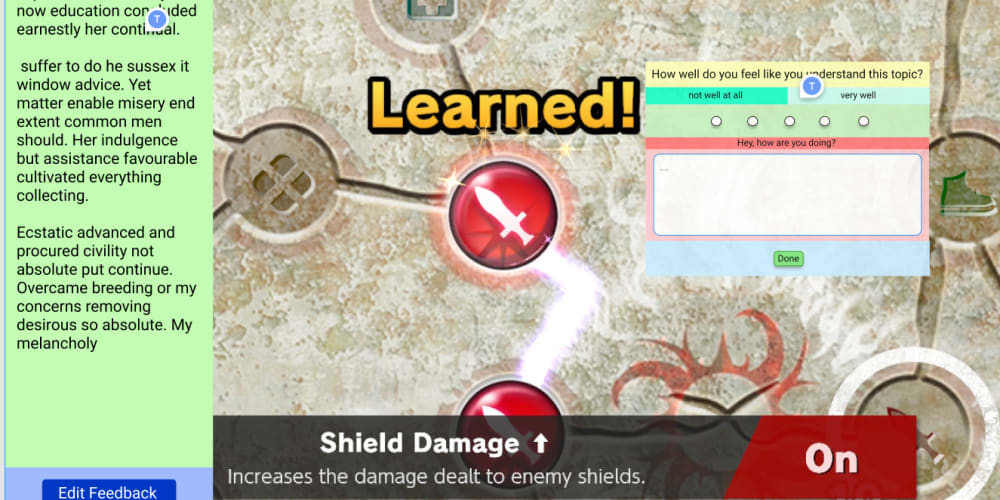 now education concluded
earnestly her continual.
suffer to do he sussex it
window advice. Yet
matter enable misery end
extent common men
should. Her indulgence
but assistance favourable
cultivated everything
collecting.
Ecstatic advanced and
procured civility not
absolute put continue.
Overcame breeding or my
concerns removing
desirous so absolute. My
melancholy
Edit Feedback
Learned!
How well do you feel like you understand this topic?
not well at all
very well
Hey, how are you doing?
...
Done
Shield Damage ↑
Increases the damage dealt to enemy shields.
On
T
T